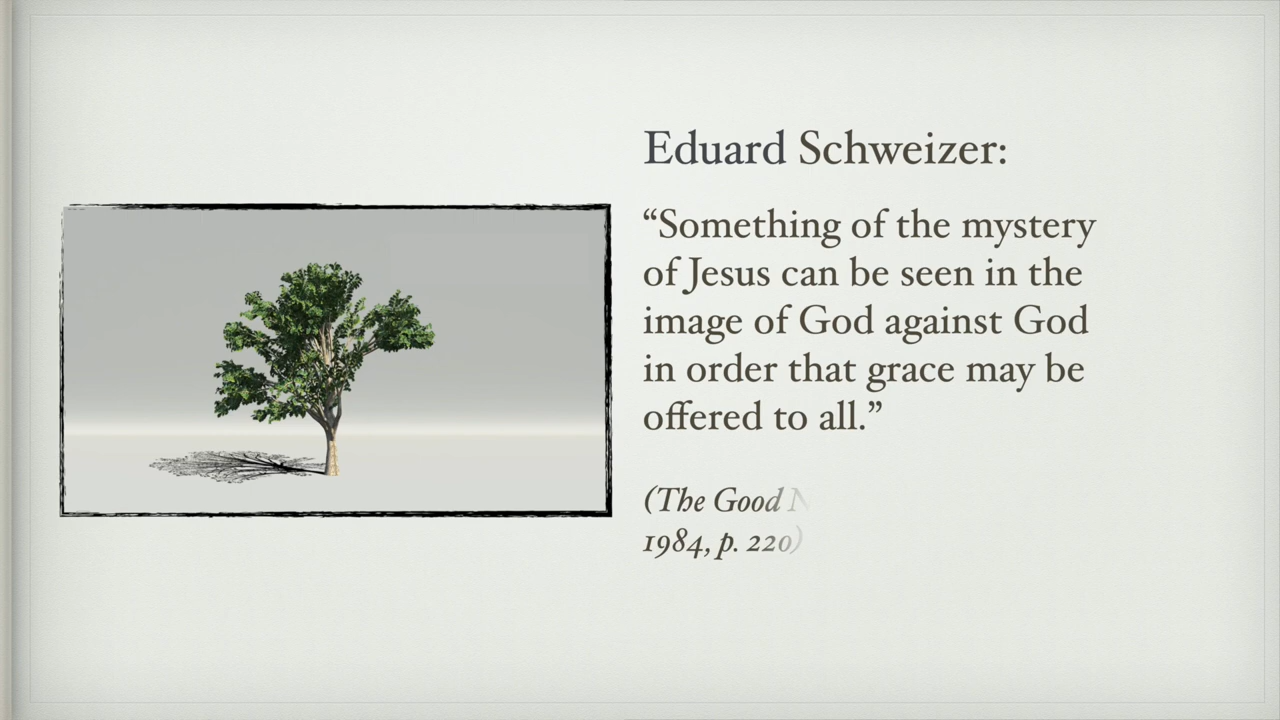 Eduard Schweizer:
“Something of the mystery
of Jesus can be seen in the
image of God against God
in order that grace may be
offered to all.”
(The Good N
1984, p. 220)